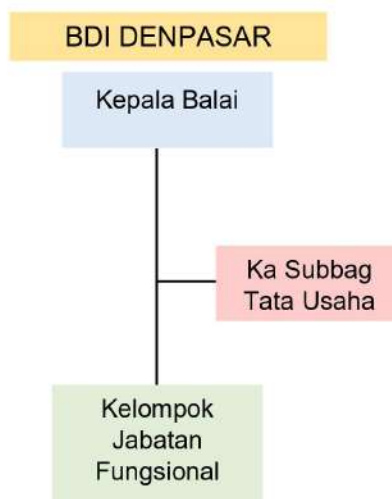 BDI DENPASAR
Kepala Balai
Ka Subbag
Tata Usaha
Kelompok
Jabatan
Fungsional